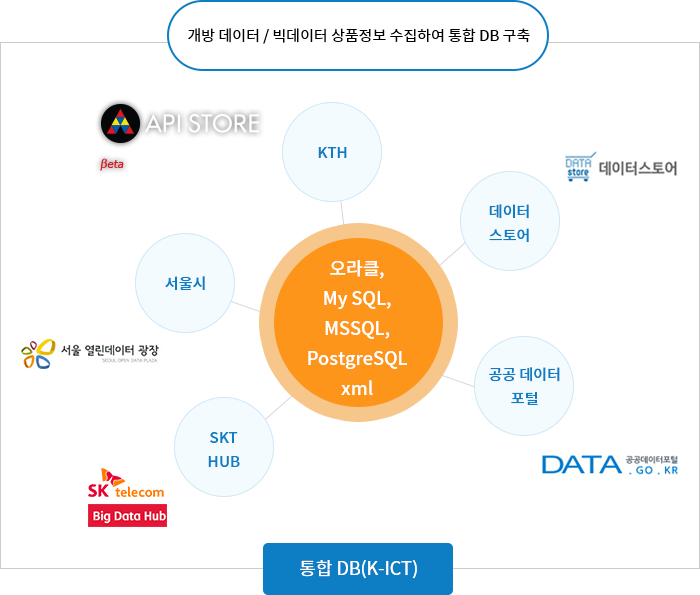 개방 데이터 / 빅데이터 상품정보 수집하여 통합 DB 구축
API STORE
βeta
KTH
DATA
store
데이터스토어
데이터
스토어
서울시
오라클,
My SQL,
MSSQL,
PostgreSQL
xml
서울 열린데이터 광장
SEOUL OPEN DATA PLAZA
공공 데이터
포털
SKT
HUB
DATA 공공데이터포털
.GO.KR
SK telecom
Big Data Hub
통합 DB(K-ICT)